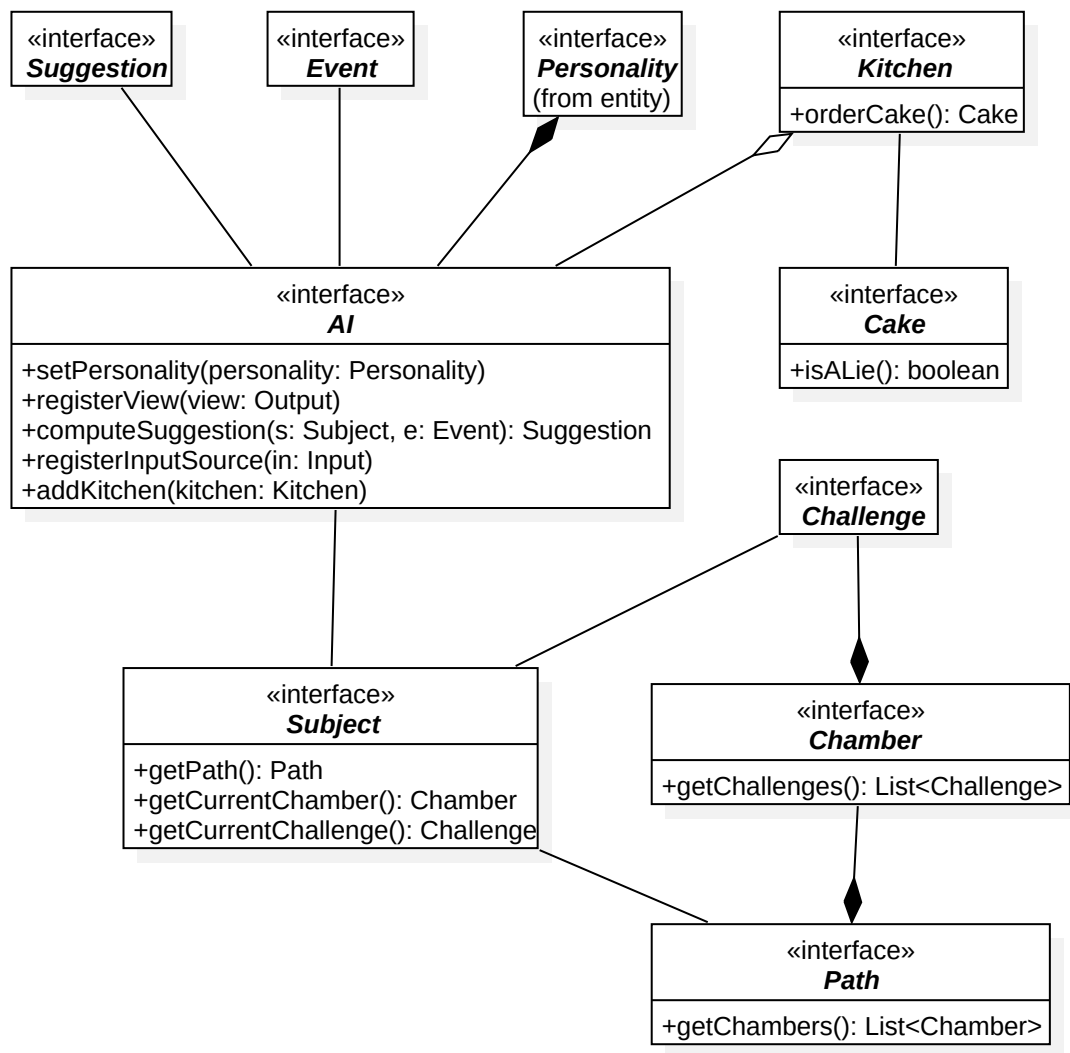 «interface»
Suggestion
«interface»
Event
«interface»
Personality
(from entity)
«interface»
Kitchen
+orderCake(): Cake
«interface»
AI
+setPersonality(personality: Personality)
+registerView(view: Output)
+computeSuggestion(s: Subject, e: Event): Suggestion
+registerInputSource(in: Input)
+addKitchen(kitchen: Kitchen)
«interface»
Cake
+isALie(): boolean
«interface»
Challenge
«interface»
Subject
+getPath(): Path
+getCurrentChamber(): Chamber
+getCurrentChallenge(): Challenge
«interface»
Chamber
+getChallenges(): List<Challenge>
«interface»
Path
+getChambers(): List<Chamber>